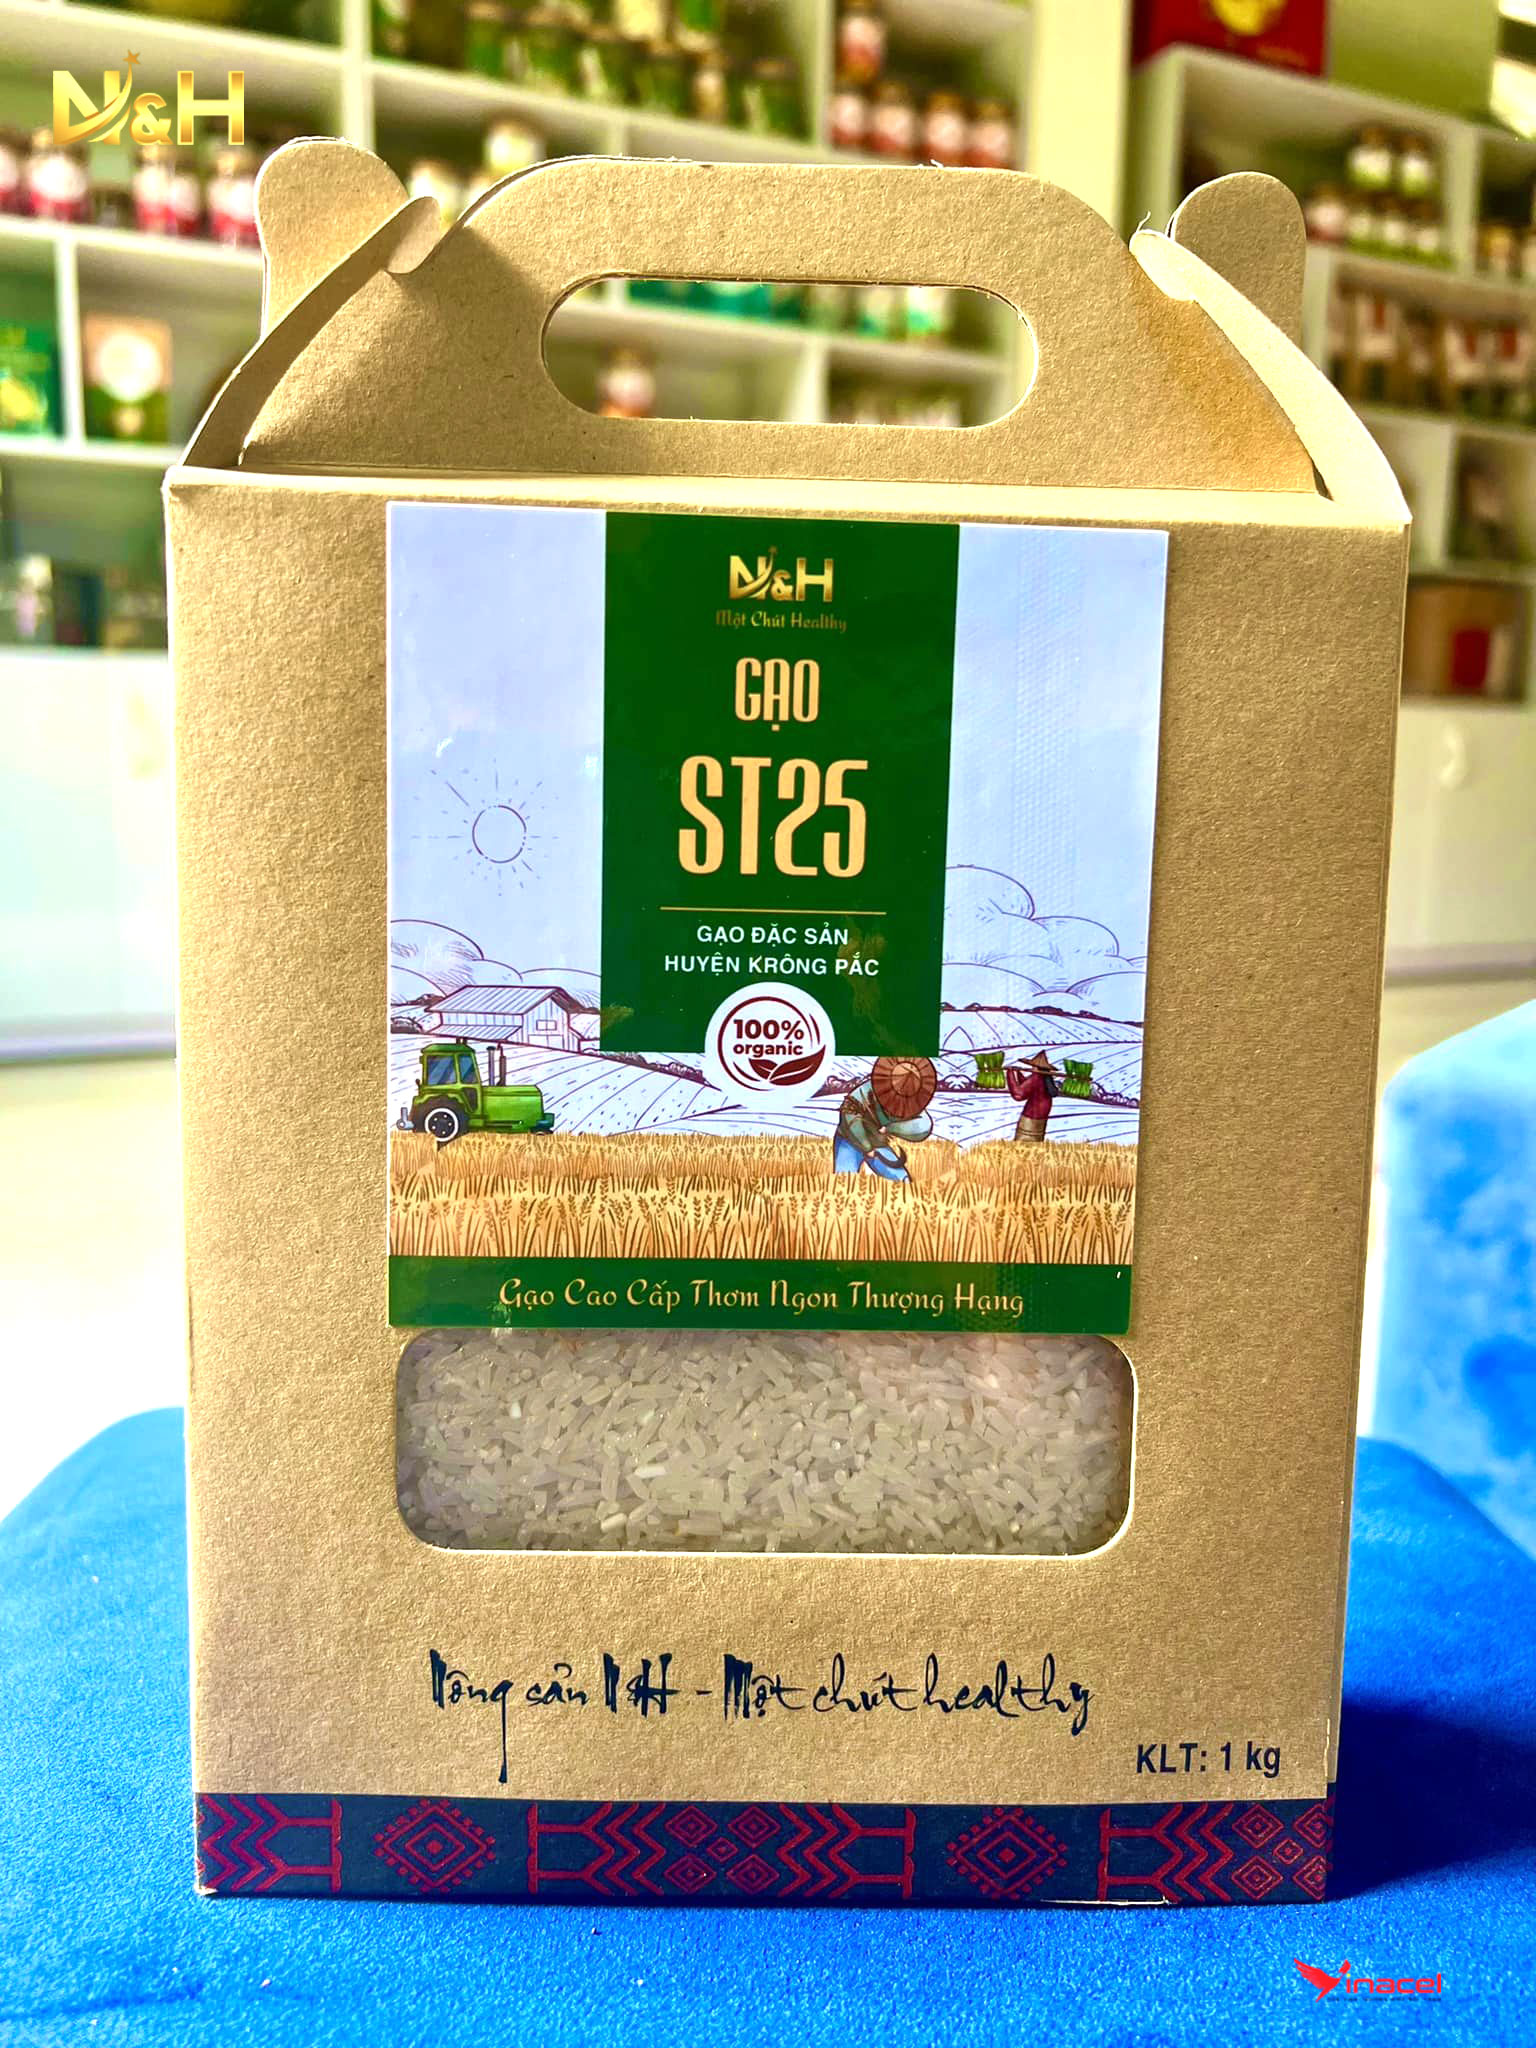 N&H
N&H
Một Chút Healthy
GẠO
ST25
GẠO ĐẶC SẢN
HUYỆN KRÔNG PẮC
100%
organic
Gạo Cao Cấp Thơm Ngon Thượng Hạng
Nông sản N&H - Một chút healthy
KLT: 1 kg
Vinacel